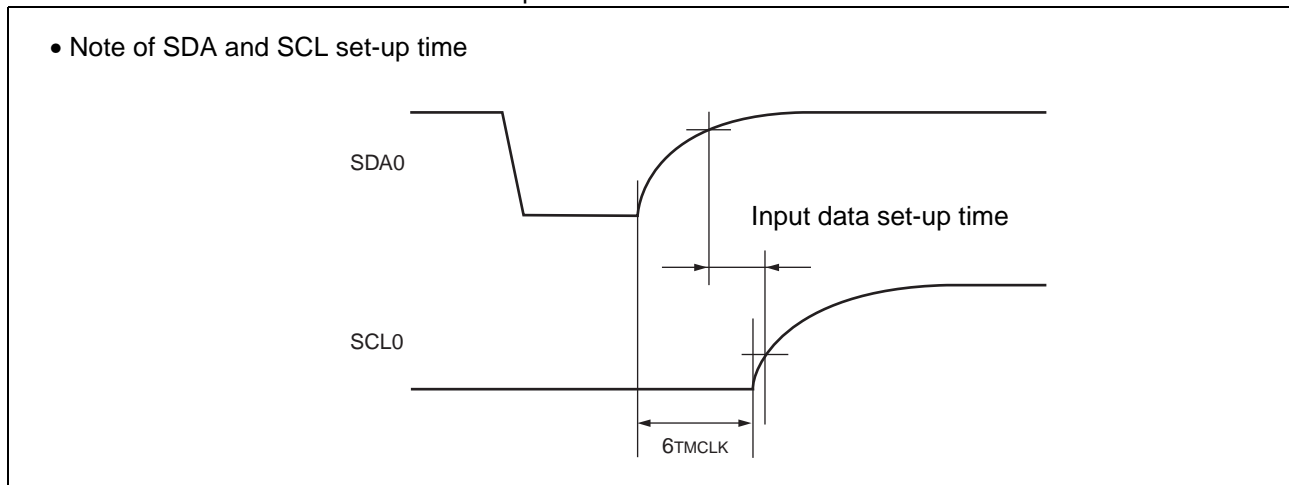 • Note of SDA and SCL set-up time
SDA0
Input data set-up time
SCL0
6TMCLK